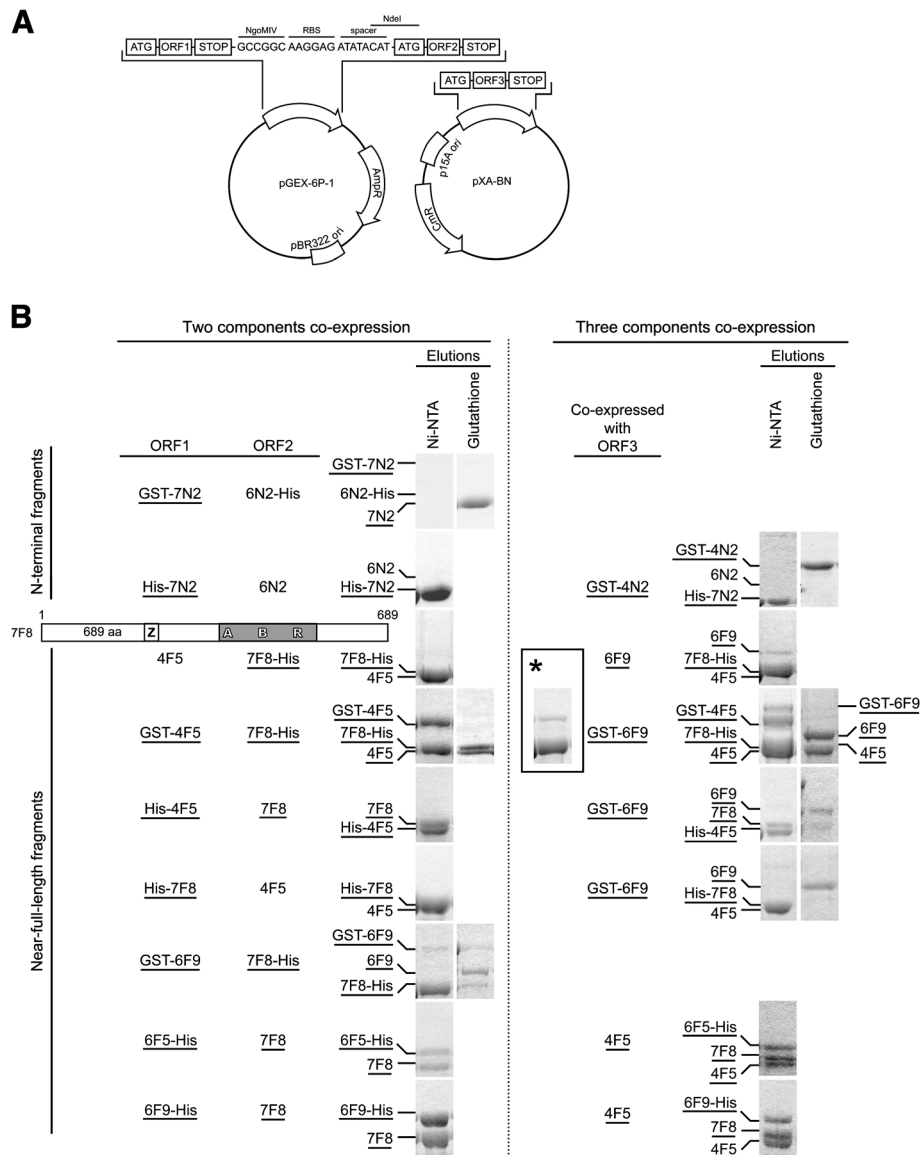 A
NdeI
NgoMIV RBS spacer
ATG ORF1 STOP GCCGGC AAGGAG ATATACAT ATG ORF2 STOP
ATG ORF3 STOP
pGEX-6P-1
AmpR
pBR322 ori
p15A ori
pXA-BN
CmR
B
Two components co-expression
Three components co-expression
Elutions
Elutions
Ni-NTA
Glutathione
Ni-NTA
Glutathione
Co-expressed
with
ORF3
ORF1 ORF2
N-terminal fragments
GST-7N2 6N2-His
GST-7N2
6N2-His
7N2
His-7N2 6N2
6N2
His-7N2
GST-4N2
GST-4N2
6N2
His-7N2
1 689
7F8 689 aa Z A B R
Near-full-length fragments
4F5 7F8-His
7F8-His
4F5
6F9
6F9
7F8-His
4F5
*
GST-4F5 7F8-His
GST-4F5
7F8-His
4F5
GST-6F9
GST-4F5
7F8-His
4F5
GST-6F9
6F9
4F5
His-4F5 7F8
7F8
His-4F5
GST-6F9
6F9
7F8
His-4F5
His-7F8 4F5
His-7F8
4F5
GST-6F9
6F9
His-7F8
4F5
GST-6F9 7F8-His
GST-6F9
6F9
7F8-His
6F5-His 7F8
6F5-His
7F8
4F5
6F5-His
7F8
4F5
6F9-His 7F8
6F9-His
7F8
4F5
6F9-His
7F8
4F5